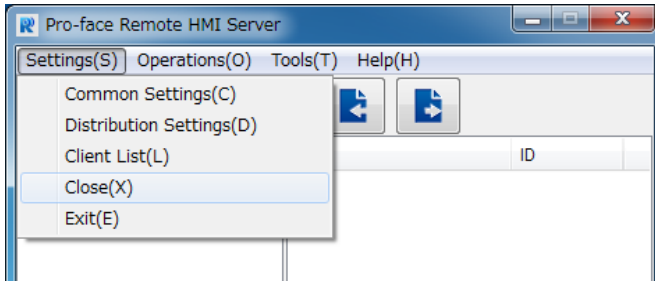 Pro-face Remote HMI Server
Settings(S) Operations(O) Tools(T) Help(H)
Common Settings(C)
Distribution Settings(D)
Client List(L)
ID
Close(X)
Exit(E)